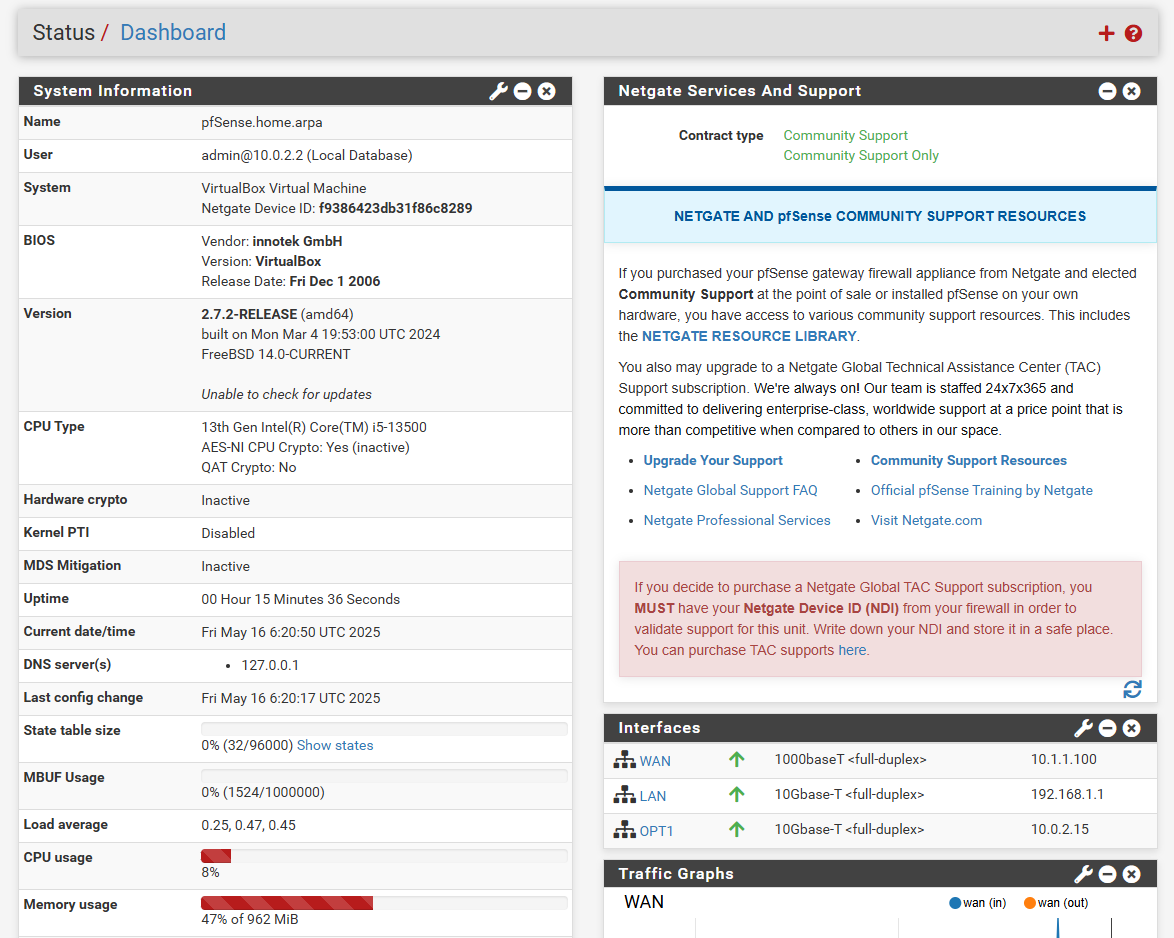 Status / Dashboard
System Information
Name pfSense.home.arpa
User admin@10.0.2.2 (Local Database)
System VirtualBox Virtual Machine
Netgate Device ID: f9386423db31f86c8289
BIOS Vendor: innotek GmbH
Version: VirtualBox
Release Date: Fri Dec 1 2006
Version 2.7.2-RELEASE (amd64)
built on Mon Mar 4 19:53:00 UTC 2024
FreeBSD 14.0-CURRENT
Unable to check for updates
CPU Type 13th Gen Intel(R) Core(TM) i5-13500
AES-NI CPU Crypto: Yes (inactive)
QAT Crypto: No
Hardware crypto Inactive
Kernel PTI Disabled
MDS Mitigation Inactive
Uptime 00 Hour 15 Minutes 36 Seconds
Current date/time Fri May 16 6:20:50 UTC 2025
DNS server(s) • 127.0.0.1
Last config change Fri May 16 6:20:17 UTC 2025
State table size
0% (32/96000) Show states
MBUF Usage
0% (1524/1000000)
Load average 0.25, 0.47, 0.45
CPU usage
8%
Memory usage
47% of 962 MiB
Netgate Services And Support
Contract type Community Support
Community Support Only
NETGATE AND pfSense COMMUNITY SUPPORT RESOURCES
If you purchased your pfSense gateway firewall appliance from Netgate and elected
Community Support at the point of sale or installed pfSense on your own
hardware, you have access to various community support resources. This includes
the NETGATE RESOURCE LIBRARY.
You also may upgrade to a Netgate Global Technical Assistance Center (TAC)
Support subscription. We're always on! Our team is staffed 24x7x365 and
committed to delivering enterprise-class, worldwide support at a price point that is
more than competitive when compared to others in our space.
• Upgrade Your Support • Community Support Resources
• Netgate Global Support FAQ • Official pfSense Training by Netgate
• Netgate Professional Services • Visit Netgate.com
If you decide to purchase a Netgate Global TAC Support subscription, you
MUST have your Netgate Device ID (NDI) from your firewall in order to
validate support for this unit. Write down your NDI and store it in a safe place.
You can purchase TAC supports here.
Interfaces
WAN 1000baseT <full-duplex> 10.1.1.100
LAN 10Gbase-T <full-duplex> 192.168.1.1
OPT1 10Gbase-T <full-duplex> 10.0.2.15
Traffic Graphs
WAN wan (in) wan (out)